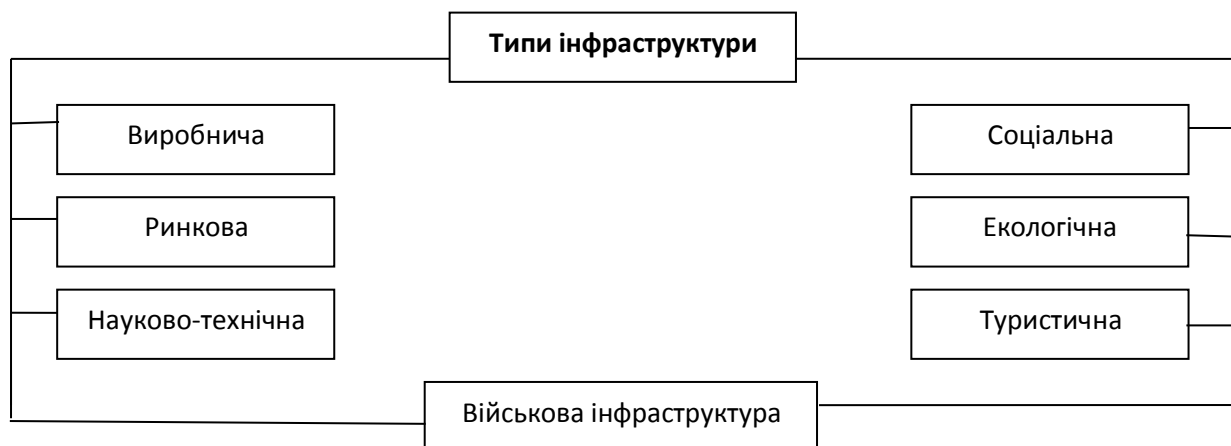 Типи інфраструктури
Виробнича
Соціальна
Ринкова
Екологічна
Науково-технічна
Туристична
Військова інфраструктура